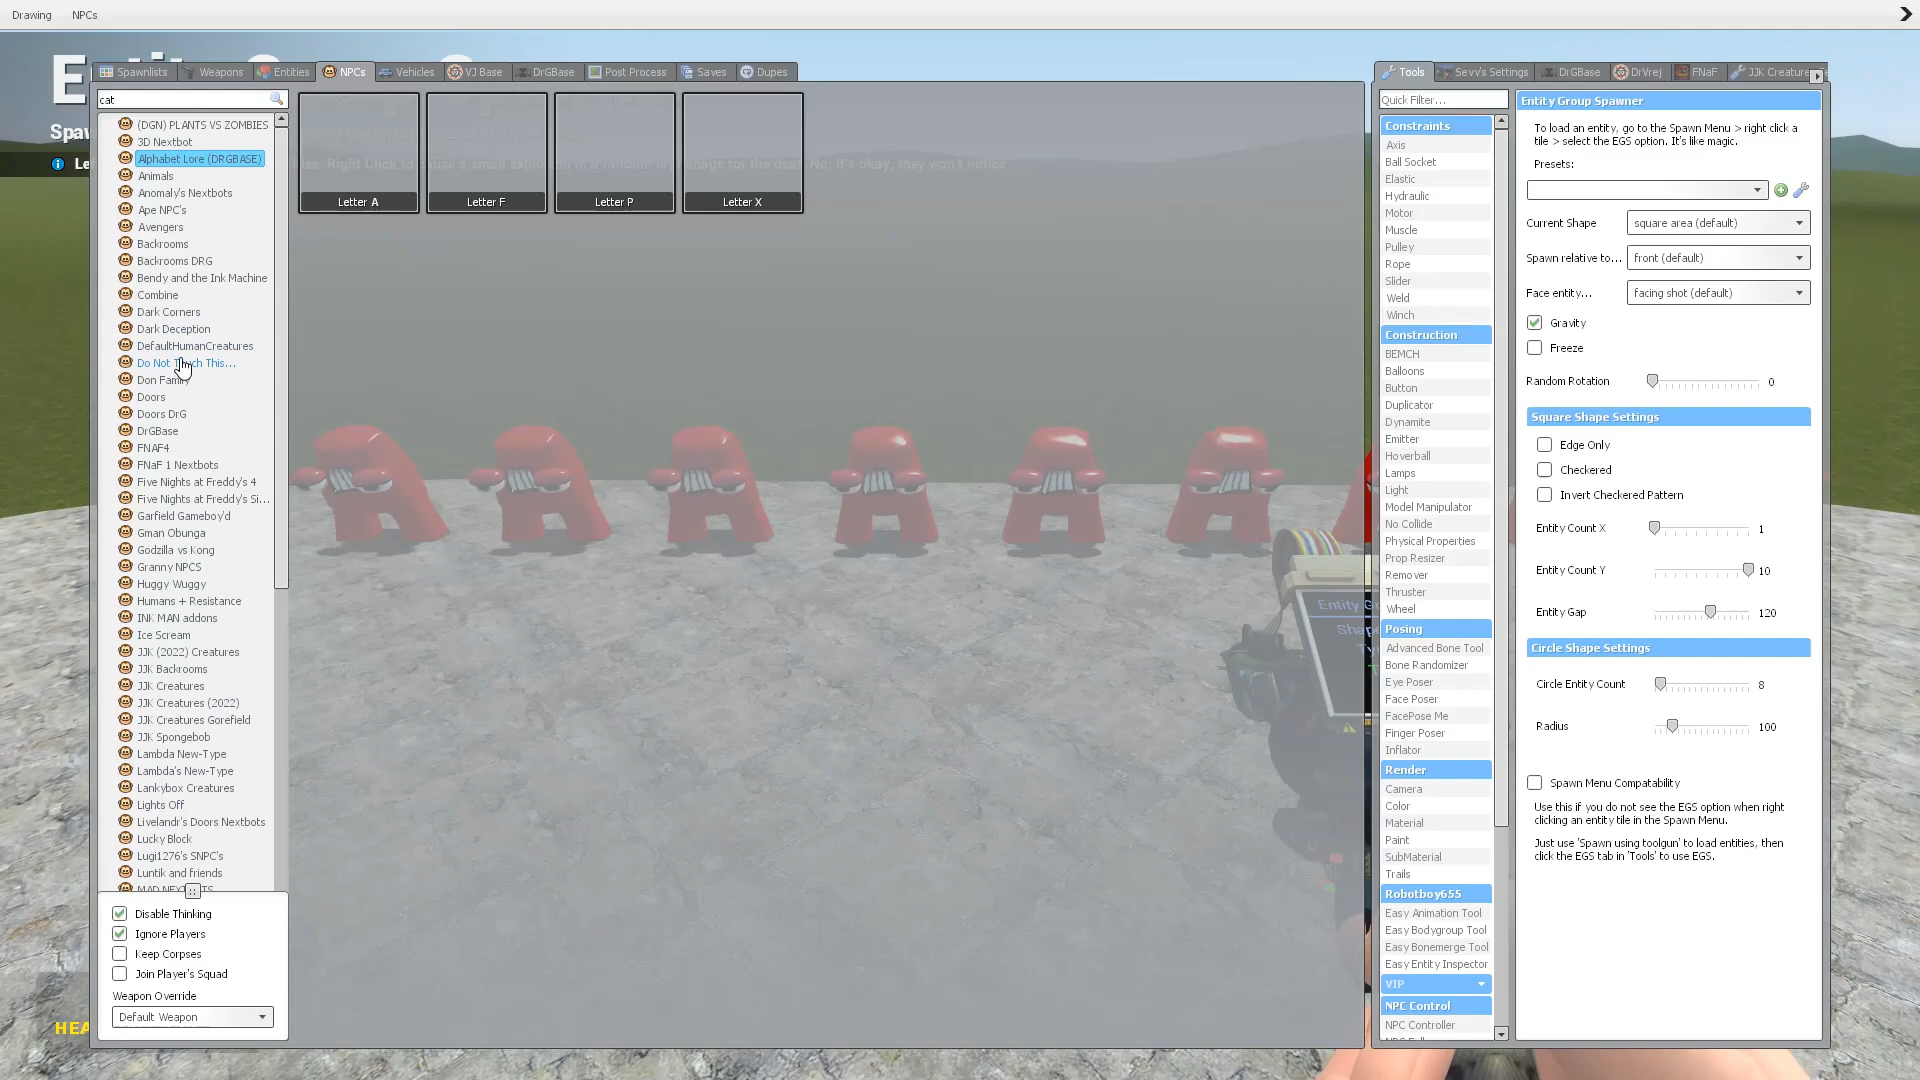 Drawing NPCs
Spawnlists Weapons Entities NPCs Vehicles VJ Base DrGBase Post Process Saves Dupes
cat
(DGN) PLANTS VS ZOMBIES
3D Nextbot
Alphabet Lore (DRGBASE)
Animals
Anomaly's Nextbots
Ape NPC's
Avengers
Backrooms
Backrooms DRG
Bendy and the Ink Machine
Combine
Dark Corners
Dark Deception
DefaultHumanCreatures
Do Not Touch This...
Don Family
Doors
Doors DrG
DrGBase
FNAF4
FNaF 1 Nextbots
Five Nights at Freddy's 4
Five Nights at Freddy's Si...
Garfield Gameboy'd
Gman Obunga
Godzilla vs Kong
Granny NPCS
Huggy Wuggy
Humans + Resistance
INK MAN addons
Ice Scream
JJK (2022) Creatures
JJK Backrooms
JJK Creatures
JJK Creatures (2022)
JJK Creatures Gorefield
JJK Spongebob
Lambda New-Type
Lambda's New-Type
Lankybox Creatures
Lights Off
Livelandr's Doors Nextbots
Lucky Block
Lugi1276's SNPC's
Luntik and friends
Disable Thinking
Ignore Players
Keep Corpses
Join Player's Squad
Weapon Override
Default Weapon
Letter A Letter F Letter P Letter X
Right Click to cause a small explosion
No, it's okay, they won't notice
Tools Sevv's Settings DrGBase DrVrej FNaF JJK Creature
Quick Filter...
Constraints
Axis
Ball Socket
Elastic
Hydraulic
Motor
Muscle
Pulley
Rope
Slider
Weld
Winch
Construction
BEMCH
Balloons
Button
Duplicator
Dynamite
Emitter
Hoverball
Lamps
Light
Model Manipulator
No Collide
Physical Properties
Prop Resizer
Remover
Thruster
Wheel
Posing
Advanced Bone Tool
Bone Randomizer
Eye Poser
Face Poser
FacePose Me
Finger Poser
Inflator
Render
Camera
Color
Material
Paint
SubMaterial
Trails
Robotboy655
Easy Animation Tool
Easy Bodygroup Tool
Easy Bonemerge Tool
Easy Entity Inspector
VIP
NPC Control
NPC Controller
Entity Group Spawner
To load an entity, go to the Spawn Menu > right click a
tile > select the EGS option. It's like magic.
Presets:
Current Shape square area (default)
Spawn relative to... front (default)
Face entity... facing shot (default)
Gravity
Freeze
Random Rotation 0
Square Shape Settings
Edge Only
Checkered
Invert Checkered Pattern
Entity Count X 1
Entity Count Y 10
Entity Gap 120
Circle Shape Settings
Circle Entity Count 8
Radius 100
Spawn Menu Compatability
Use this if you do not see the EGS option when right
clicking an entity tile in the Spawn Menu.
Just use 'Spawn using toolgun' to load entities, then
click the EGS tab in 'Tools' to use EGS.